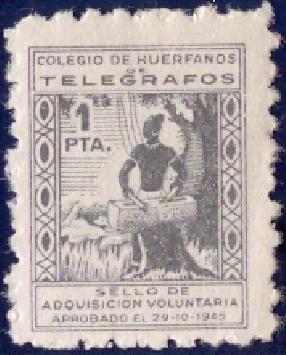 COLEGIO DE HUERFANOS
DE
TELEGRAFOS
1
PTA.
SELLO DE
ADQUISICION VOLUNTARIA
APROBADO EL 29-10-1945